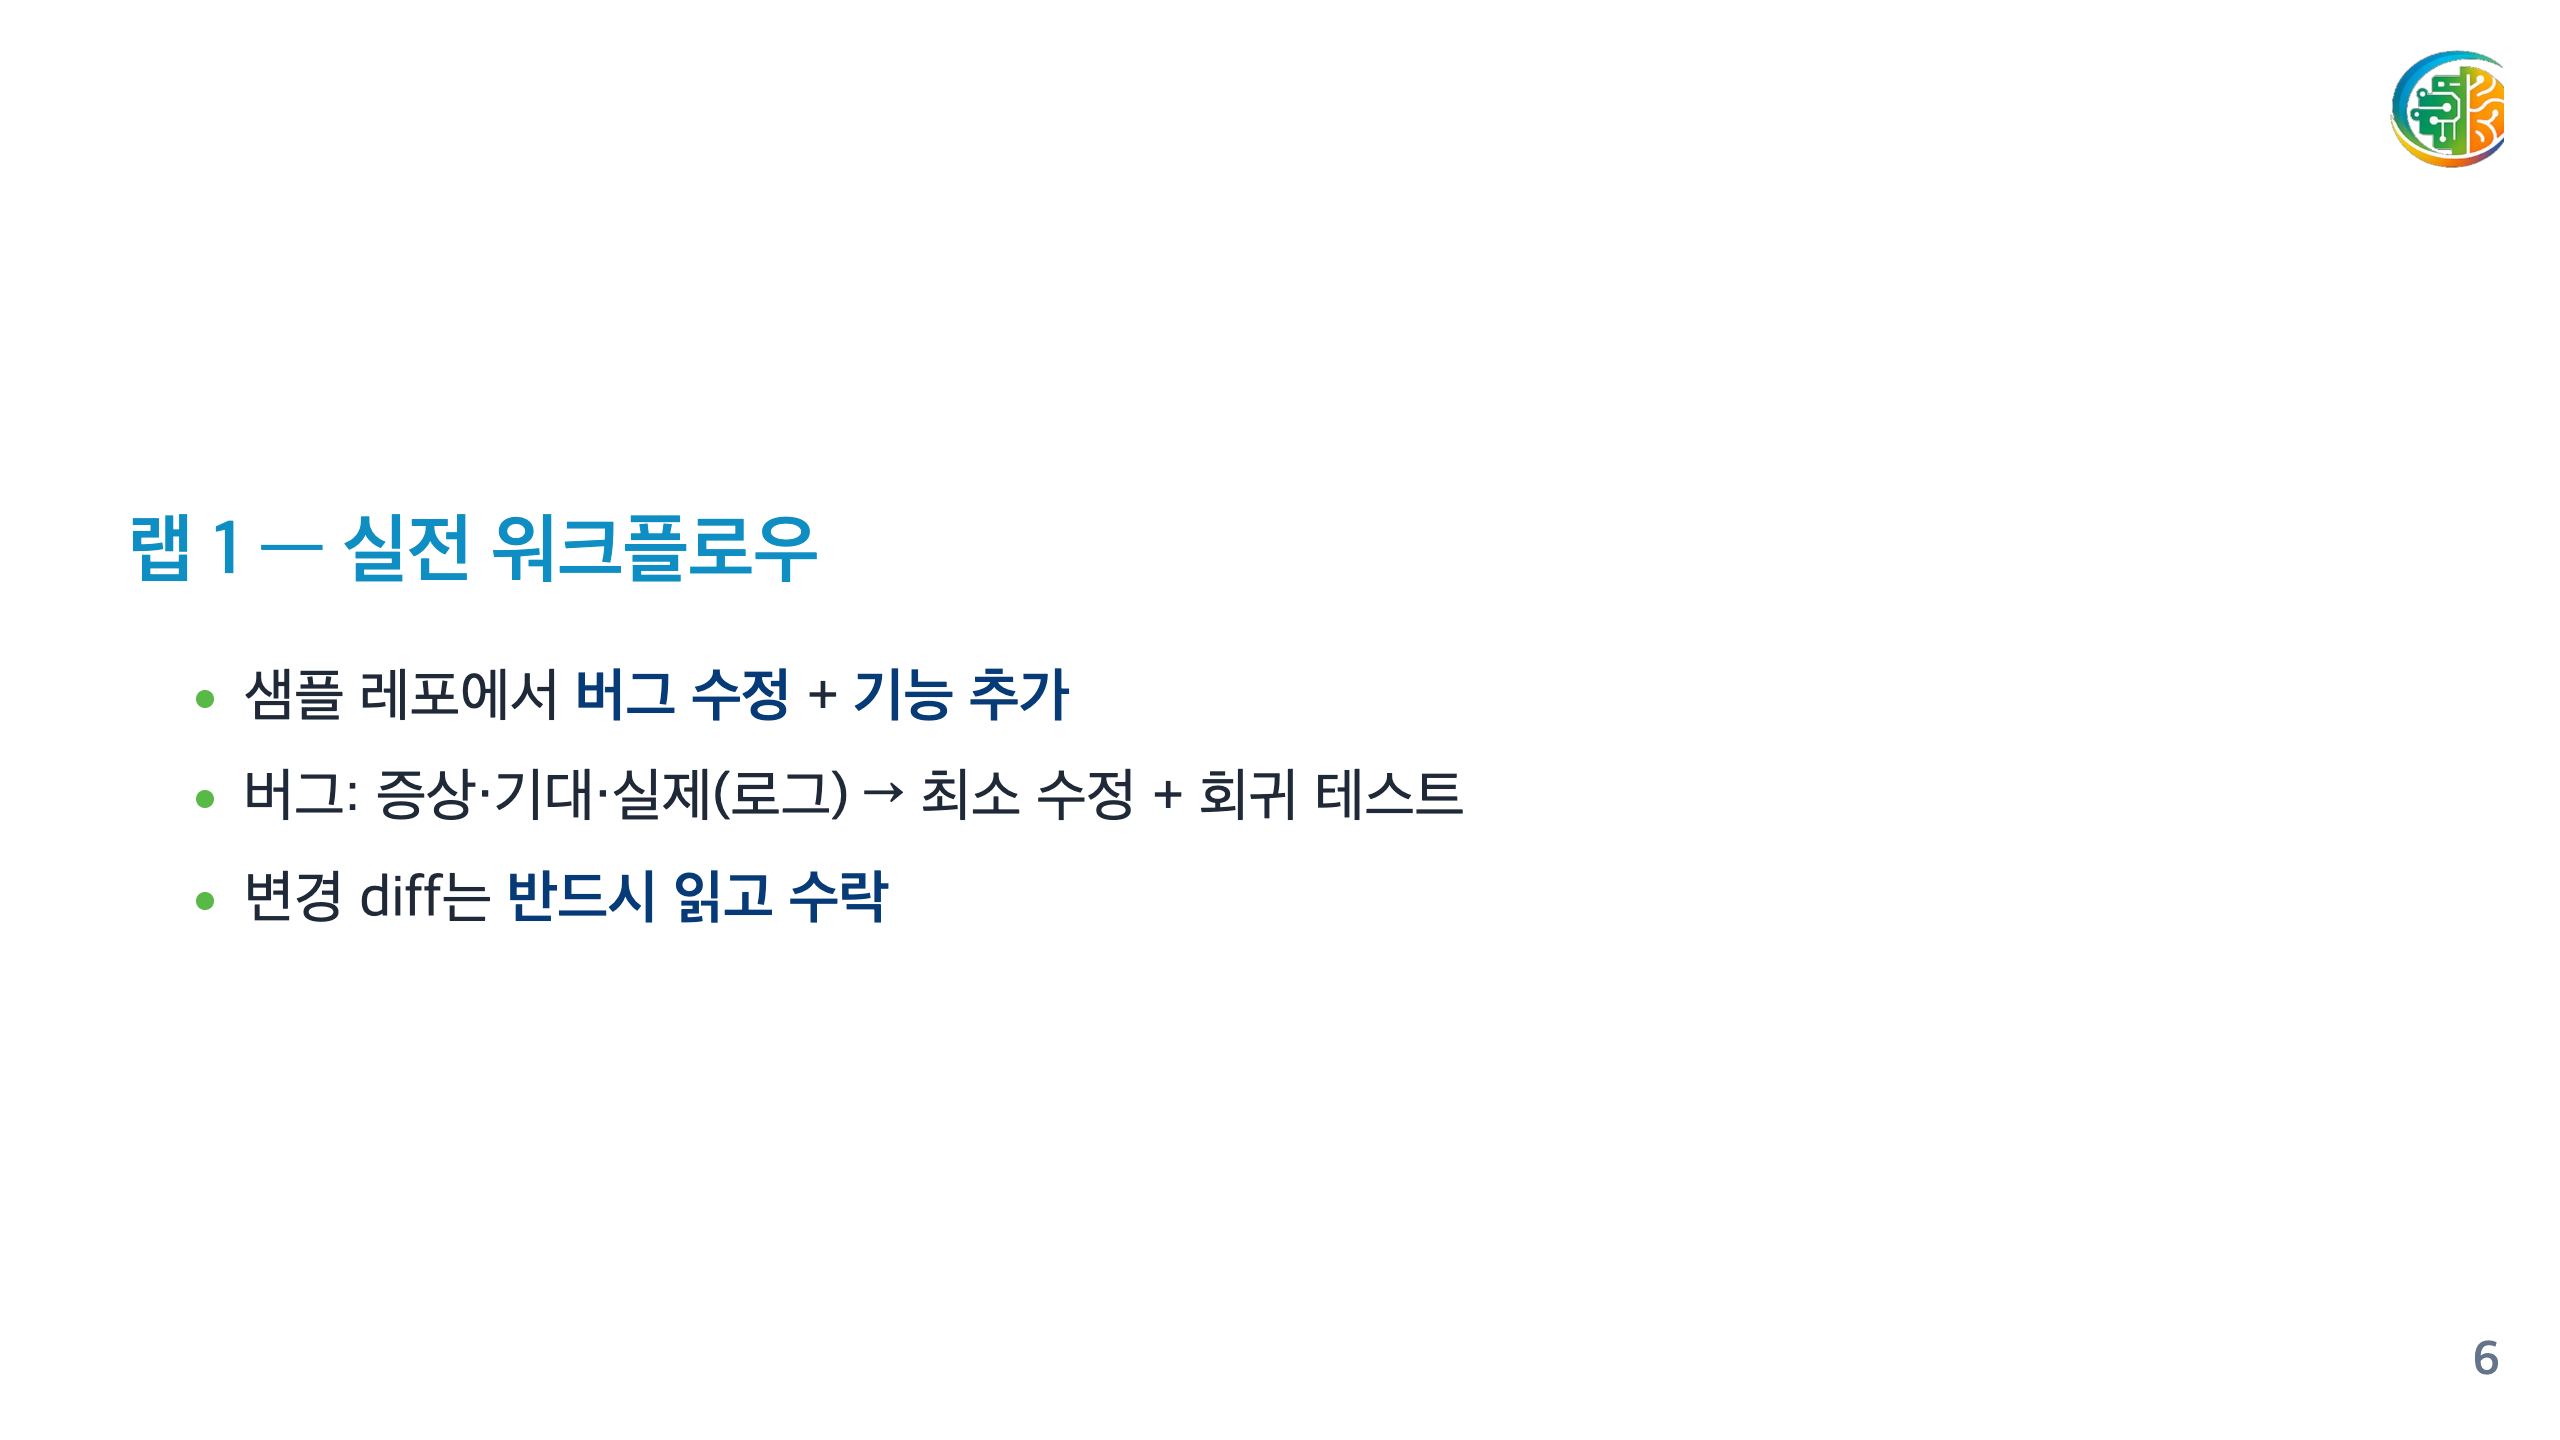 랩 1 — 실전 워크플로우
샘플 레포에서 버그 수정 + 기능 추가
버그: 증상·기대·실제(로그) → 최소 수정 + 회귀 테스트
변경 diff는 반드시 읽고 수락
6